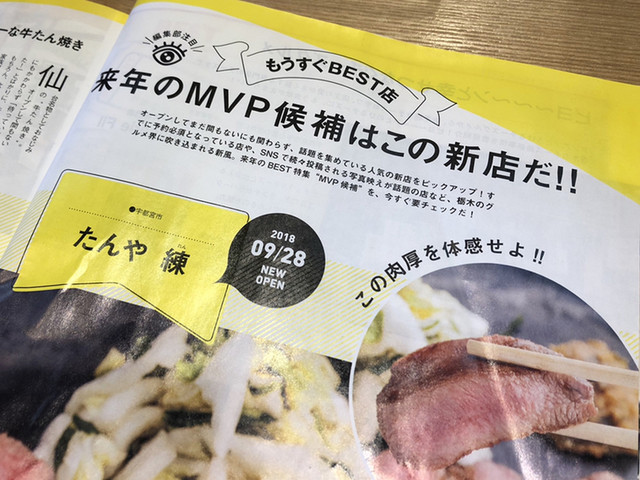 編集部注目
もうすぐBEST店
来年のMVP候補はこの新店だ!!
オープンしてまだ間もないにも関わらず、話題を集めている人気の新店をピックアップ！す
でに予約必須となっている店や、SNSで続々投稿される写真映えが話題の店など、栃木のグ
ルメ界に吹き込まれる新風。来年のBEST特集“MVP候補”を、今すぐ要チェックだ！
●宇都宮市
たんや 練
れん
2018
09/28
NEW
OPEN
この肉厚を体感せよ!!
ーな牛たん焼き
仙